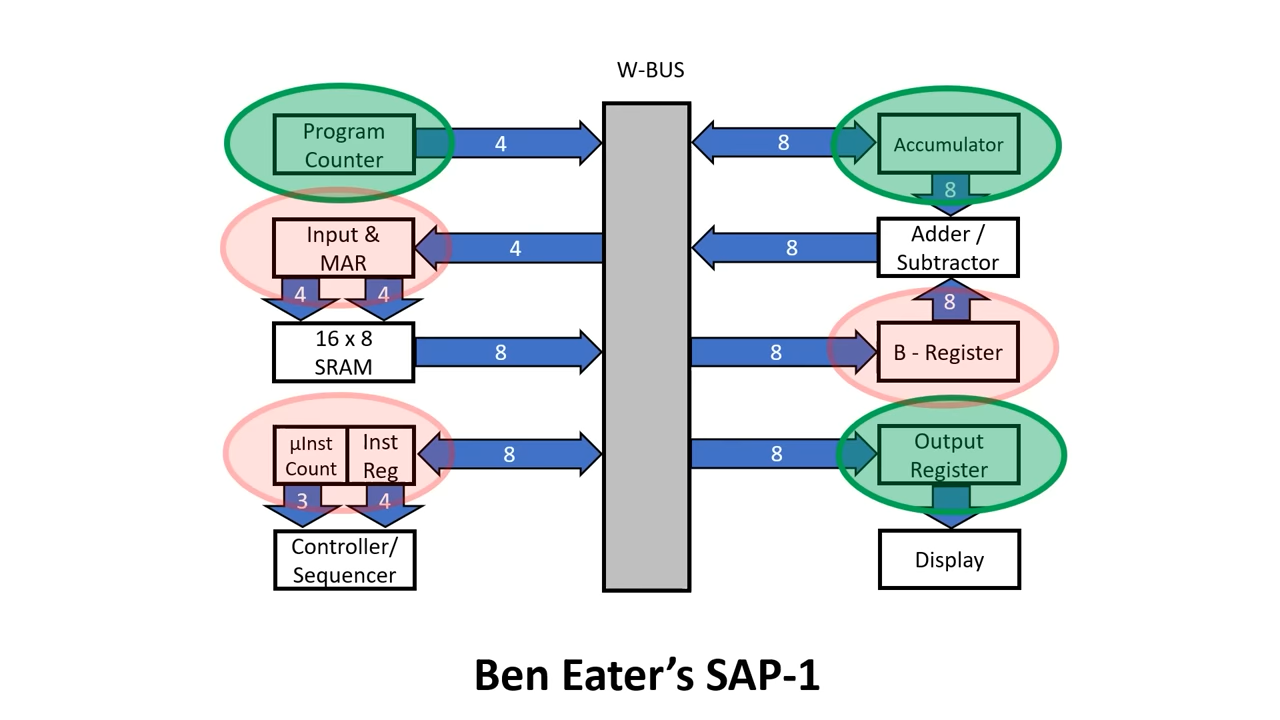 W-BUS
Program
Counter
4
8
Accumulator
8
Input &
MAR
4
8
Adder /
Subtractor
4
4
8
16 x 8
SRAM
8
8
B - Register
µInst
Count
Inst
Reg
8
8
Output
Register
3
4
Controller/
Sequencer
Display
Ben Eater’s SAP-1